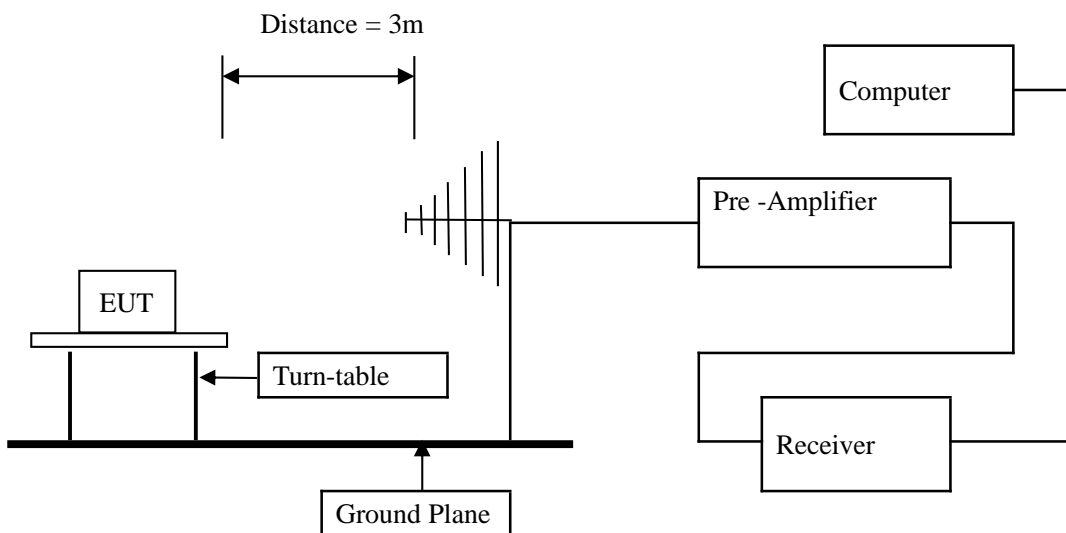 Distance = 3m
Computer
Pre -Amplifier
EUT
Turn-table
Receiver
Ground Plane